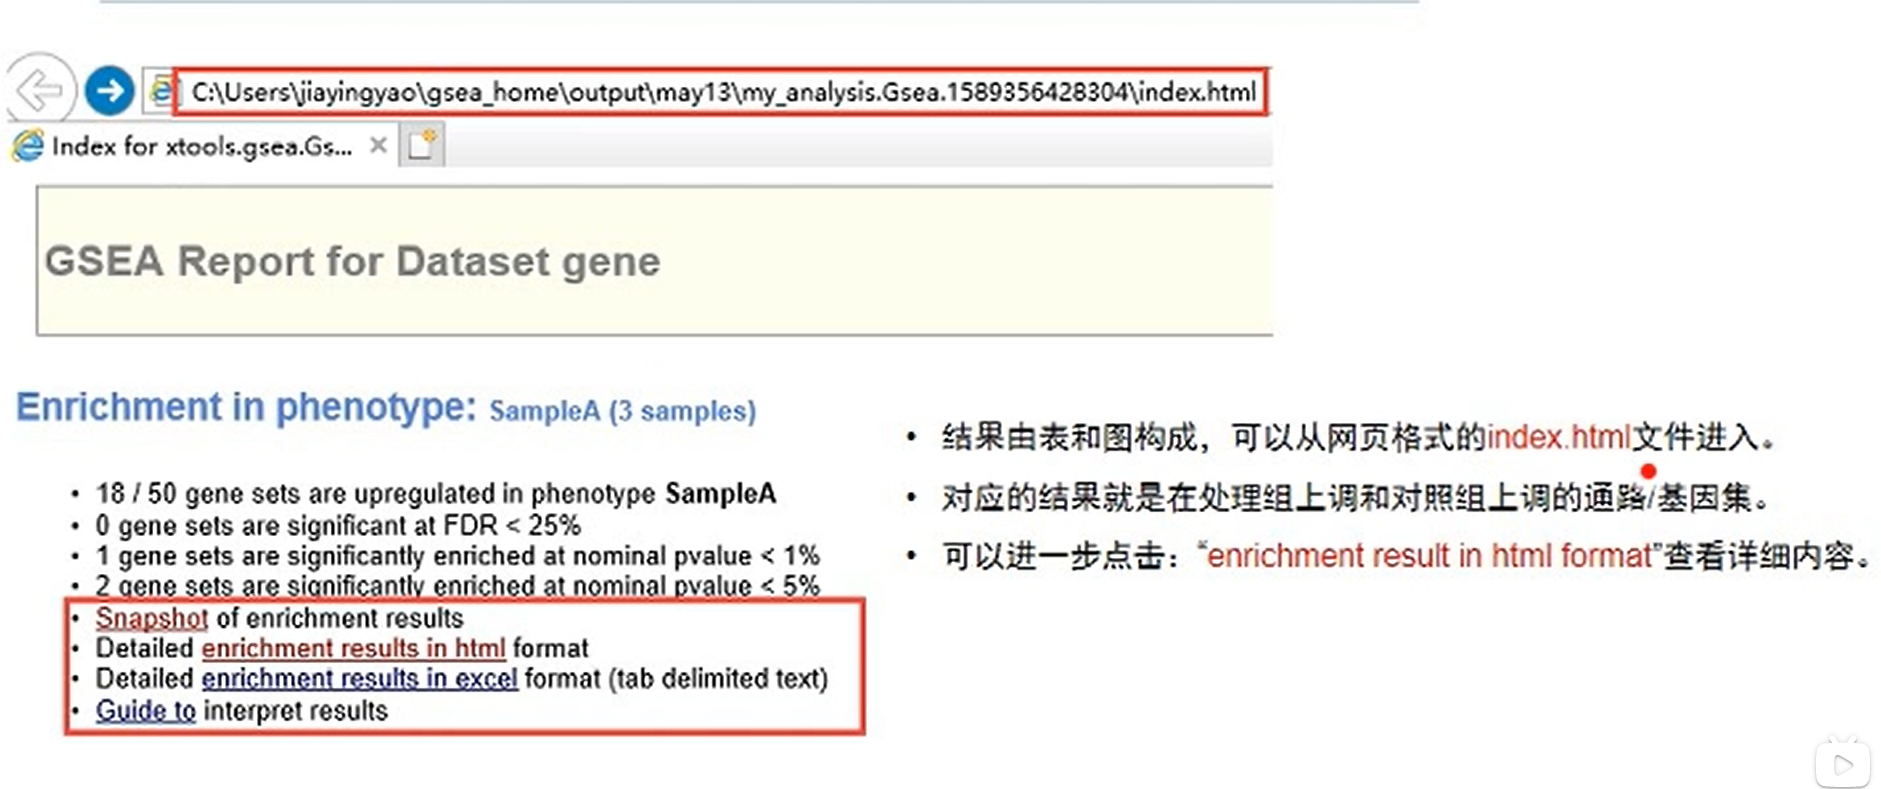 C:\Users\jiayingyao\gsea_home\output\may13\my_analysis.Gsea.1589356428304\index.html
Index for xtools.gsea.Gs...
GSEA Report for Dataset gene
Enrichment in phenotype: SampleA (3 samples)
• 18 / 50 gene sets are upregulated in phenotype SampleA
• 0 gene sets are significant at FDR < 25%
• 1 gene sets are significantly enriched at nominal pvalue < 1%
• 2 gene sets are significantly enriched at nominal pvalue < 5%
• Snapshot of enrichment results
• Detailed enrichment results in html format
• Detailed enrichment results in excel format (tab delimited text)
• Guide to interpret results
• 结果由表和图构成，可以从网页格式的index.html文件进入。
• 对应的结果就是在处理组上调和对照组上调的通路/基因集。
• 可以进一步点击：“enrichment result in html format”查看详细内容。